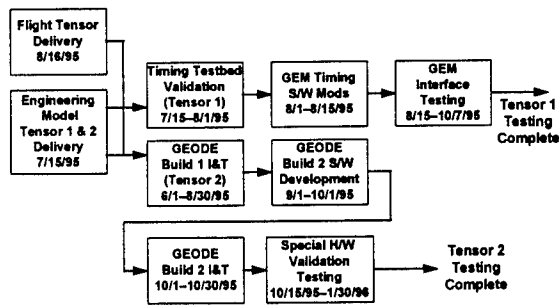 Flight Tensor
Delivery
8/16/95
Engineering
Model
Tensor 1 & 2
Delivery
7/15/95
Timing Testbed
Validation
(Tensor 1)
7/15–8/1/95
GEM Timing
S/W Mods
8/1–8/15/95
GEM
Interface
Testing
8/15–10/7/95
Tensor 1
Testing
Complete
GEODE
Build 1 I&T
(Tensor 2)
6/1–8/30/95
GEODE
Build 2 S/W
Development
9/1–10/1/95
GEODE
Build 2 I&T
10/1–10/30/95
Special H/W
Validation
Testing
10/15/95–1/30/96
Tensor 2
Testing
Complete